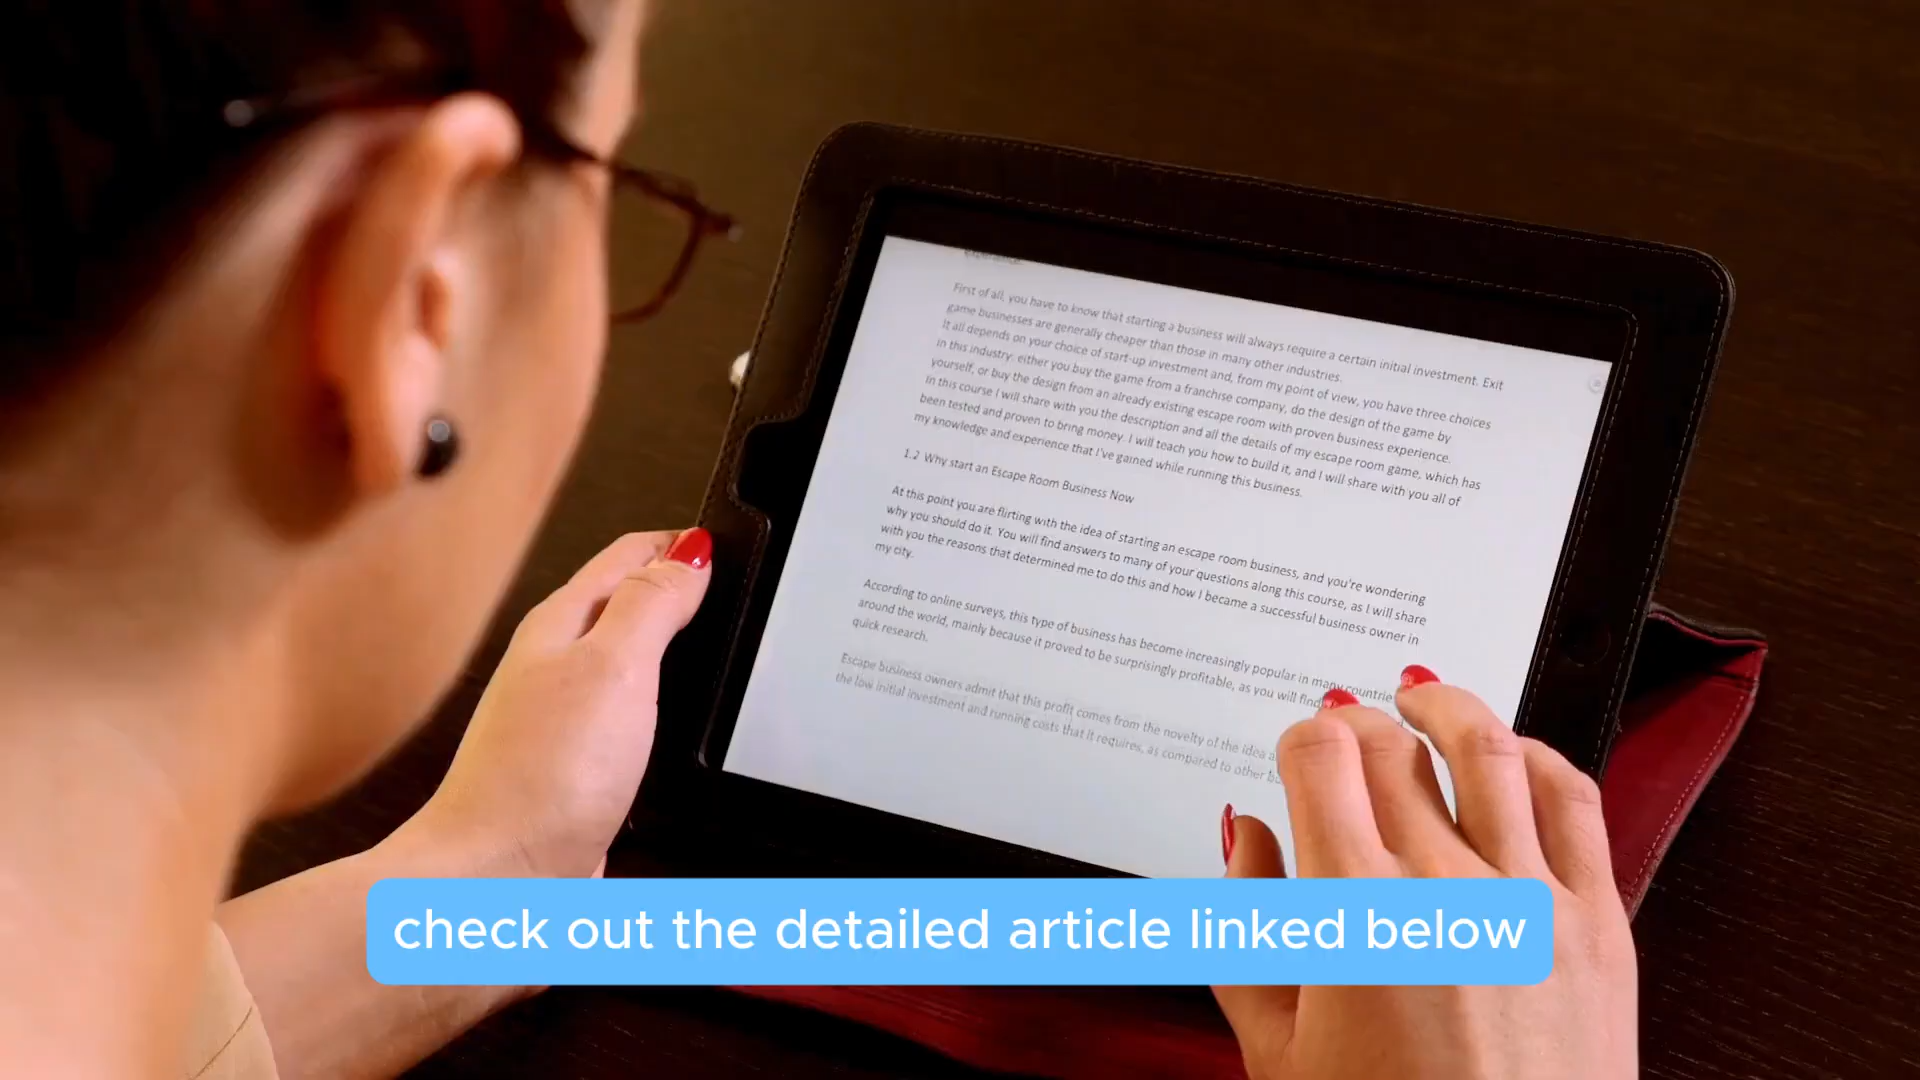 experience.
First of all, you have to know that starting a business will always require a certain initial investment. Exit
game businesses are generally cheaper than those in many other industries.
It all depends on your choice of start-up investment and, from my point of view, you have three choices
in this industry: either you buy the game from a franchise company, do the design of the game by
yourself, or buy the design from an already existing escape room with proven business experience.
In this course I will share with you the description and all the details of my escape room game, which has
been tested and proven to bring money. I will teach you how to build it, and I will share with you all of
my knowledge and experience that I've gained while running this business.
1.2 Why start an Escape Room Business Now
At this point you are flirting with the idea of starting an escape room business, and you're wondering
why you should do it. You will find answers to many of your questions along this course, as I will share
with you the reasons that determined me to do this and how I became a successful business owner in
my city.
According to online surveys, this type of business has become increasingly popular in many countrie
around the world, mainly because it proved to be surprisingly profitable, as you will find
quick research.
Escape business owners admit that this profit comes from the novelty of the idea a
the low initial investment and running costs that it requires, as compared to other bu
check out the detailed article linked below